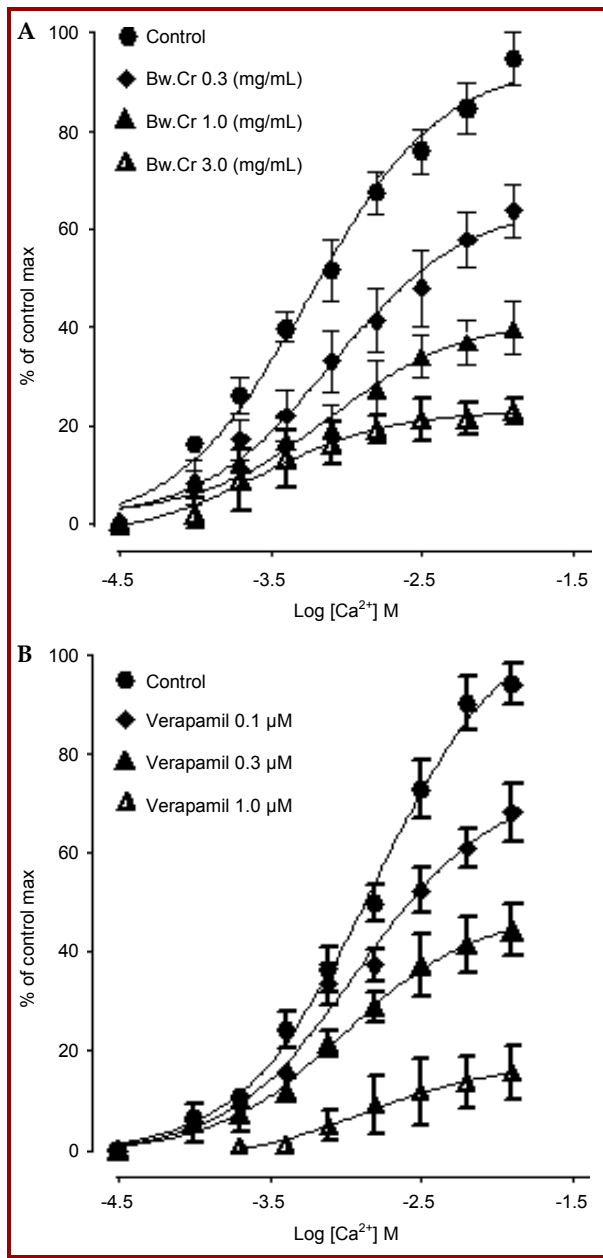 A
100
80
60
40
20
0
% of control max
Control
Bw.Cr 0.3 (mg/mL)
Bw.Cr 1.0 (mg/mL)
Bw.Cr 3.0 (mg/mL)
-4.5 -3.5 -2.5 -1.5
Log [Ca²⁺] M
B
100
80
60
40
20
0
% of control max
Control
Verapamil 0.1 µM
Verapamil 0.3 µM
Verapamil 1.0 µM
-4.5 -3.5 -2.5 -1.5
Log [Ca²⁺] M